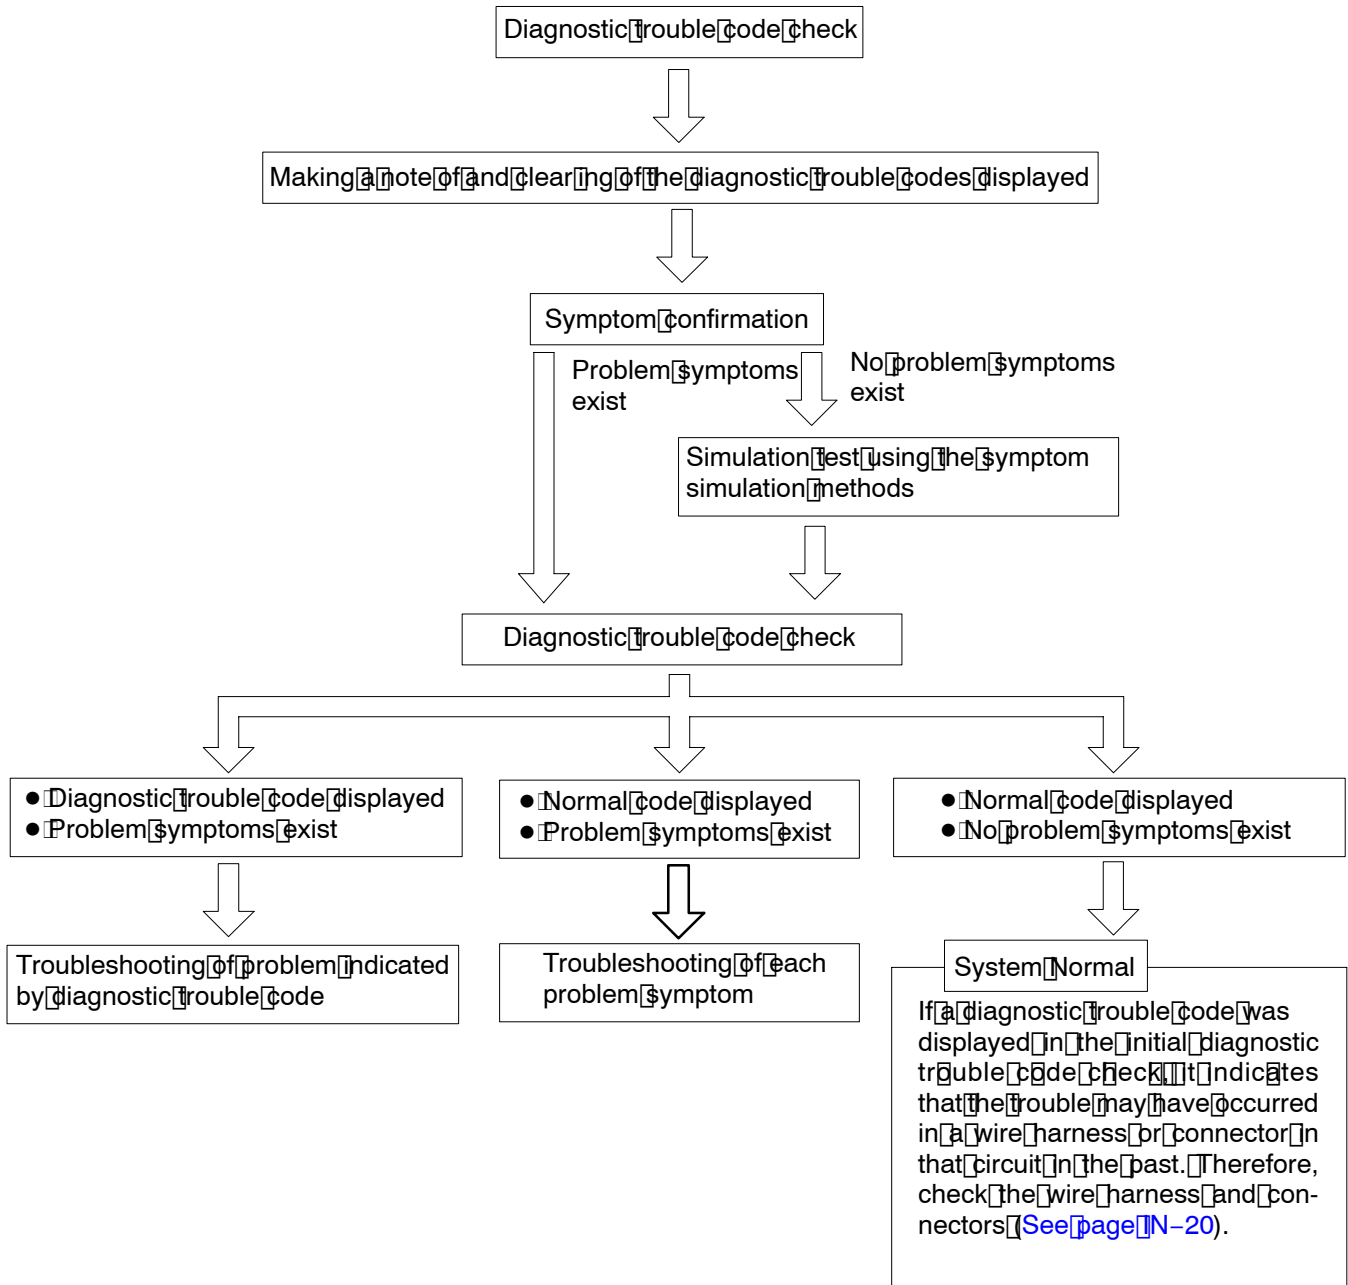 Diagnostic trouble code check
Making a note of and clearing of the diagnostic trouble codes displayed
Symptom confirmation
Problem symptoms
exist
No problem symptoms
exist
Simulation test using the symptom
simulation methods
Diagnostic trouble code check
● Diagnostic trouble code displayed
● Problem symptoms exist
● Normal code displayed
● Problem symptoms exist
● Normal code displayed
● No problem symptoms exist
Troubleshooting of problem indicated
by diagnostic trouble code
Troubleshooting of each
problem symptom
System Normal
If a diagnostic trouble code was
displayed in the initial diagnostic
trouble code check, it indicates
that the trouble may have occurred
in a wire harness or connector in
that circuit in the past. Therefore,
check the wire harness and con-
nectors (See page IN–20).